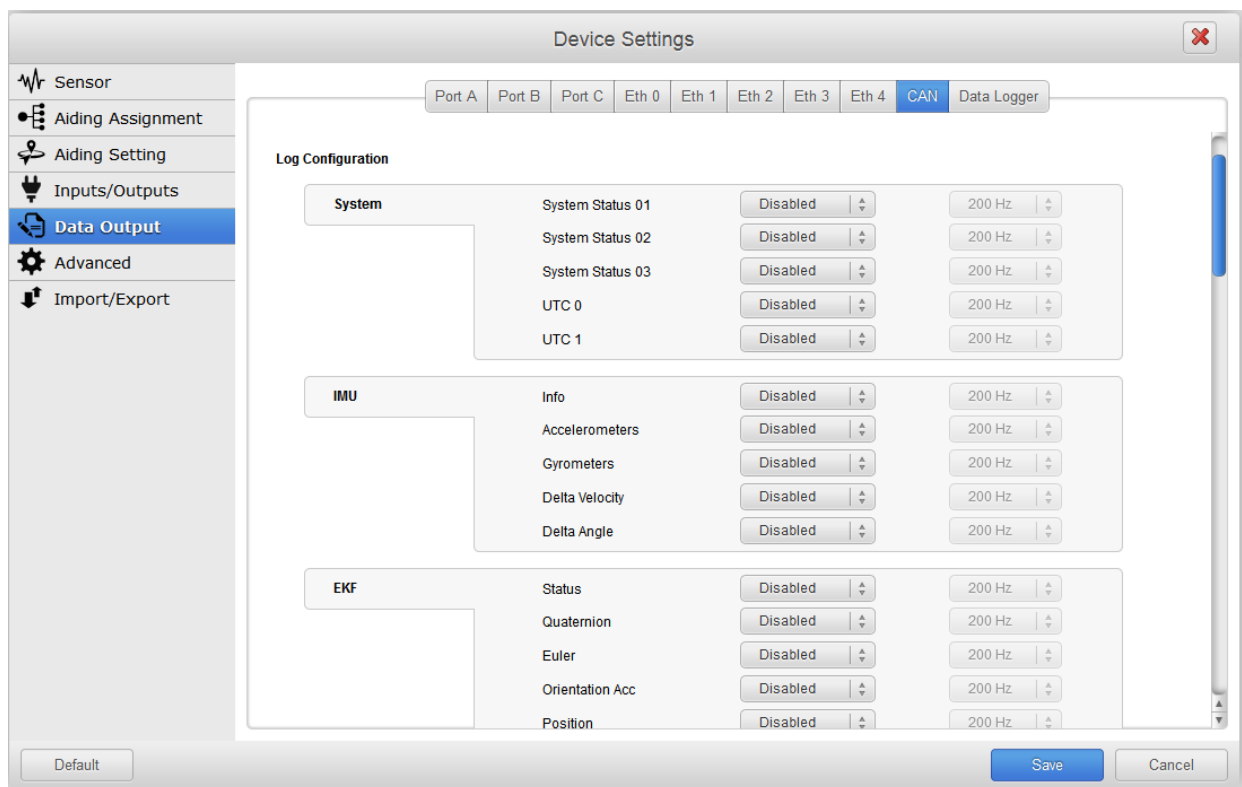 Device Settings
Sensor
Aiding Assignment
Aiding Setting
Inputs/Outputs
Data Output
Advanced
Import/Export
Port A Port B Port C Eth 0 Eth 1 Eth 2 Eth 3 Eth 4 CAN Data Logger
Log Configuration
System System Status 01 Disabled 200 Hz
System Status 02 Disabled 200 Hz
System Status 03 Disabled 200 Hz
UTC 0 Disabled 200 Hz
UTC 1 Disabled 200 Hz
IMU Info Disabled 200 Hz
Accelerometers Disabled 200 Hz
Gyrometers Disabled 200 Hz
Delta Velocity Disabled 200 Hz
Delta Angle Disabled 200 Hz
EKF Status Disabled 200 Hz
Quaternion Disabled 200 Hz
Euler Disabled 200 Hz
Orientation Acc Disabled 200 Hz
Position Disabled 200 Hz
Default Save Cancel